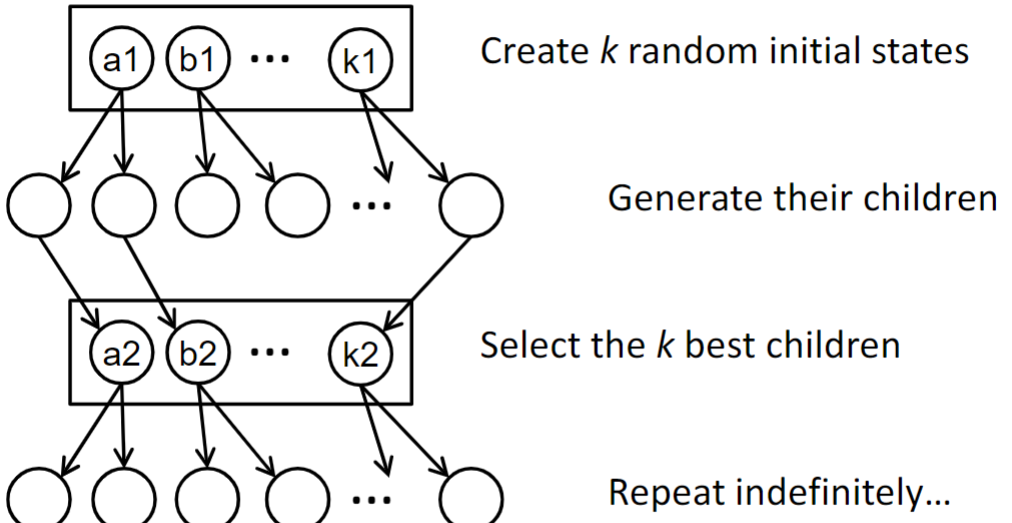 a1 b1 ... k1 Create k random initial states
... Generate their children
a2 b2 ... k2 Select the k best children
... Repeat indefinitely...